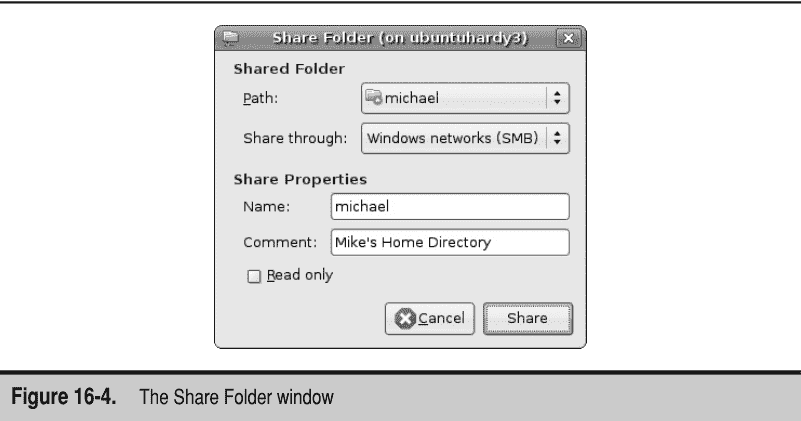 Share Folder (on ubuntuhardy3)
Shared Folder
Path: michael
Share through: Windows networks (SMB)
Share Properties
Name: michael
Comment: Mike's Home Directory
Read only
Cancel Share
Figure 16-4. The Share Folder window